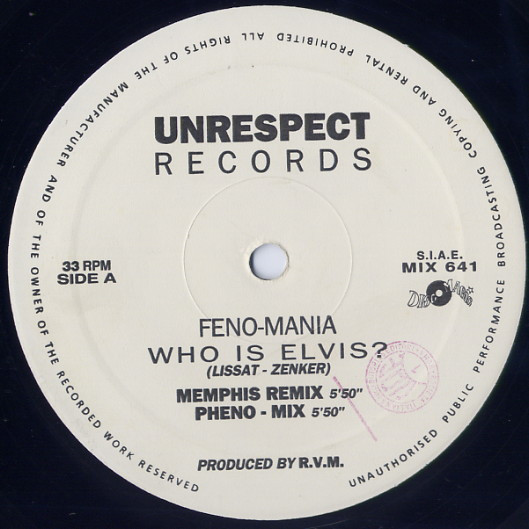 ALL RIGHTS OF THE MANUFACTURER AND OF THE OWNER OF THE RECORDED WORK RESERVED
UNAUTHORISED PUBLIC PERFORMANCE BROADCASTING COPYING AND RENTAL PROHIBITED
UNRESPECT
RECORDS
33 RPM
SIDE A
S.I.A.E.
MIX 641
DISCOMAGIC
FENO-MANIA
WHO IS ELVIS?
(LISSAT - ZENKER)
MEMPHIS REMIX 5'50"
PHENO - MIX 5'50"
PRODUCED BY R.V.M.